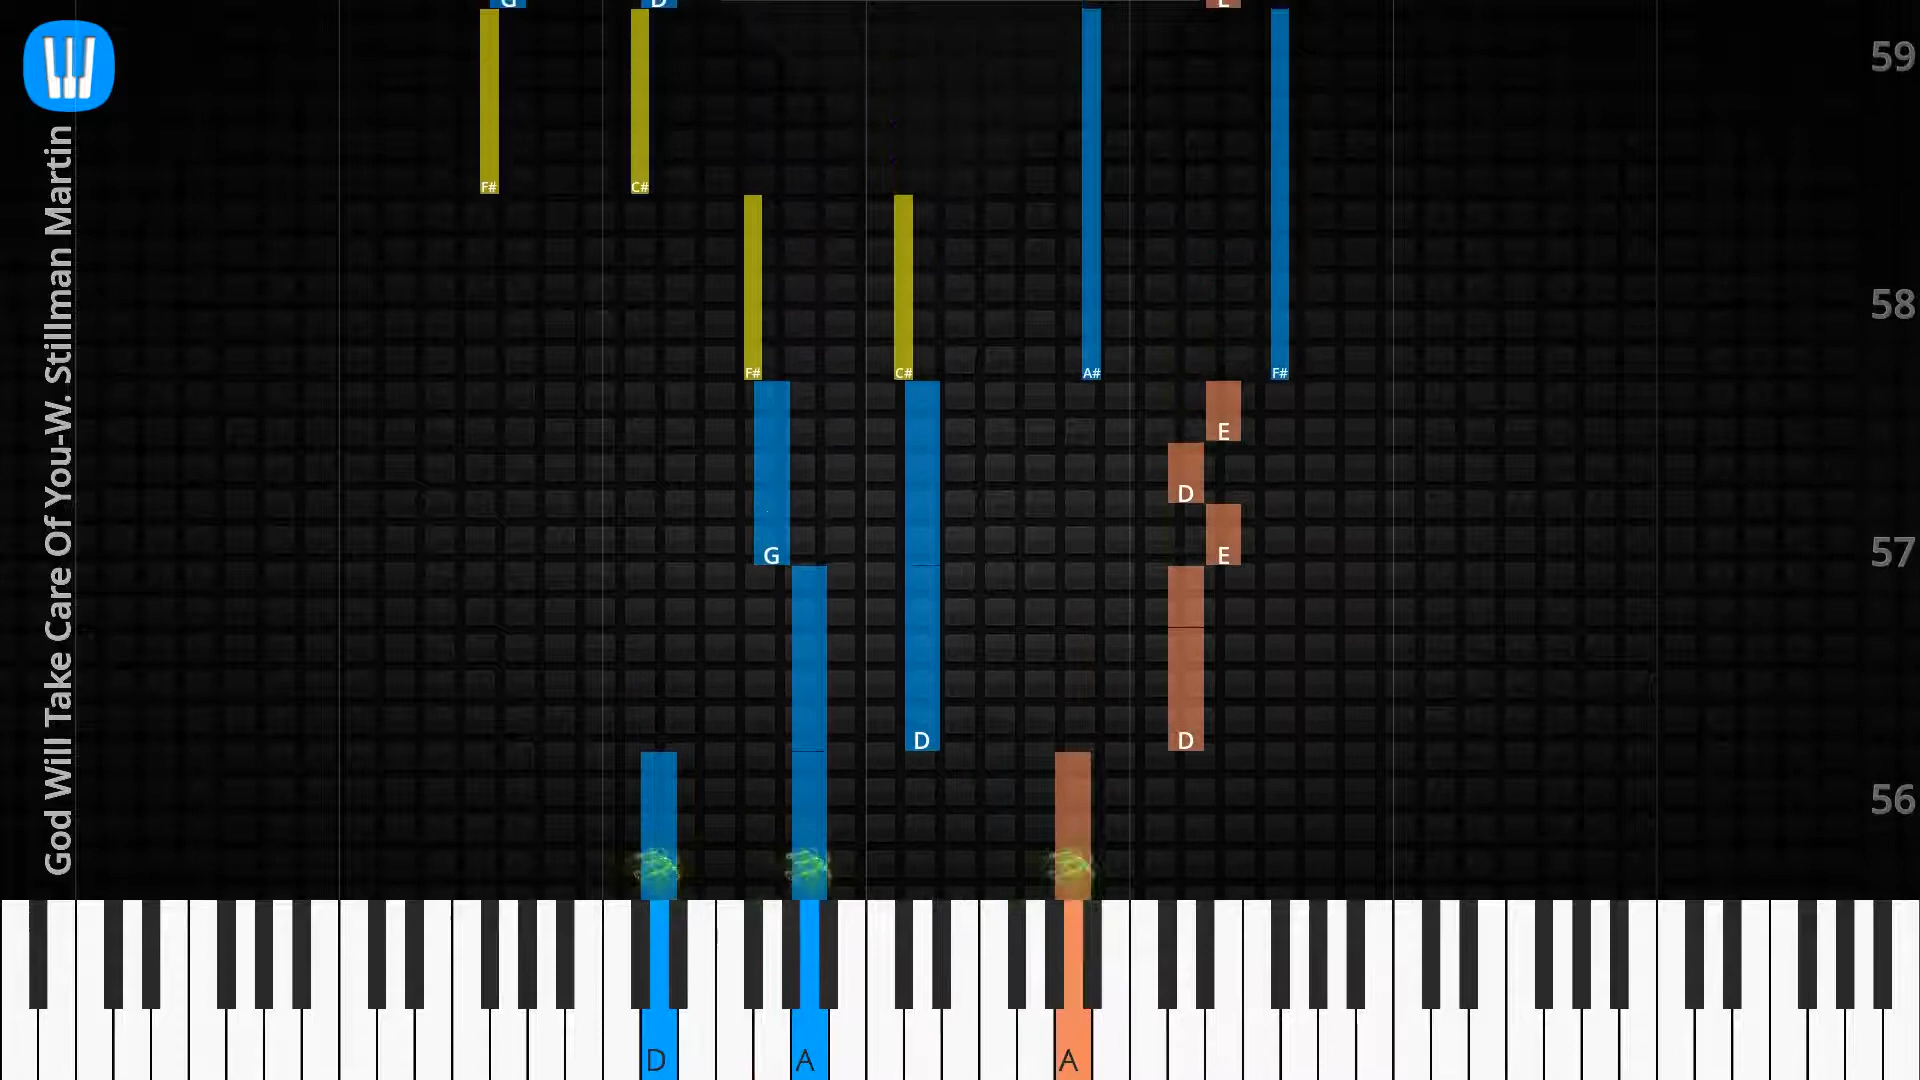 G D E
59
God Will Take Care Of You-W. Stillman Martin
F# C#
58
F# C# A# F#
E
D
57
G E
D D
56
D A A